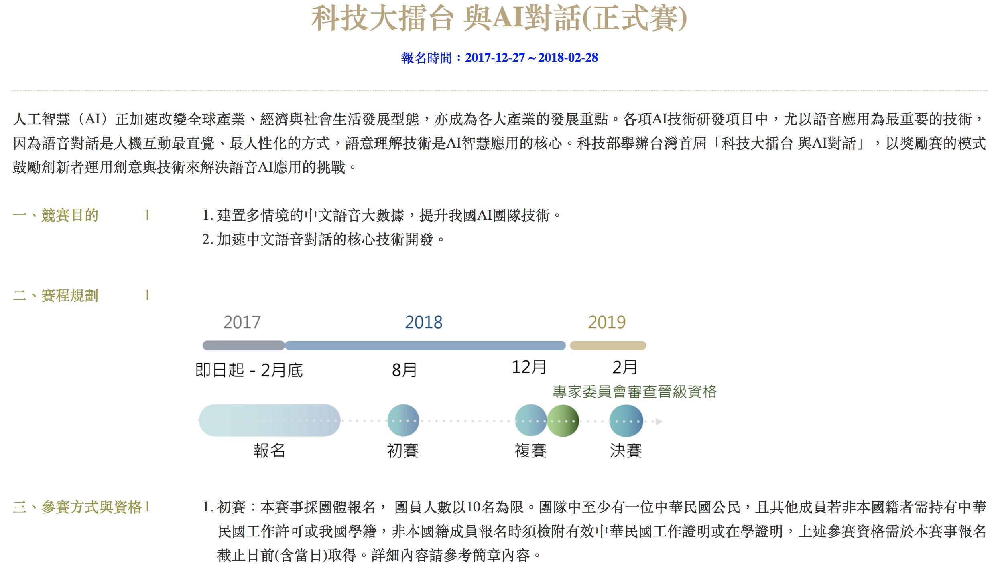 科技大擂台 與AI對話(正式賽)
報名時間：2017-12-27 ~ 2018-02-28
人工智慧（AI）正加速改變全球產業、經濟與社會生活發展型態，亦成為各大產業的發展重點。各項AI技術研發項目中，尤以語音應用為最重要的技術，
因為語音對話是人機互動最直覺、最人性化的方式，語意理解技術是AI智慧應用的核心。科技部舉辦台灣首屆「科技大擂台 與AI對話」，以獎勵賽的模式
鼓勵創新者運用創意與技術來解決語音AI應用的挑戰。
一、競賽目的 |
1. 建置多情境的中文語音大數據，提升我國AI團隊技術。
2. 加速中文語音對話的核心技術開發。
二、賽程規劃 |
2017 2018 2019
即日起 - 2月底 8月 12月 2月
專家委員會審查晉級資格
報名 初賽 複賽 決賽
三、參賽方式與資格 |
1. 初賽：本賽事採團體報名， 團員人數以10名為限。團隊中至少有一位中華民國公民，且其他成員若非本國籍者需持有中華
民國工作許可或我國學籍，非本國籍成員報名時須檢附有效中華民國工作證明或在學證明，上述參賽資格需於本賽事報名
截止日前(含當日)取得。詳細內容請參考簡章內容。